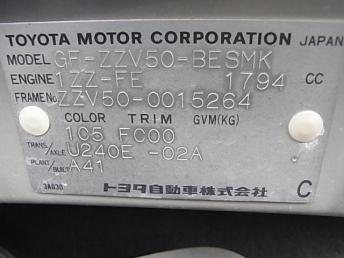 TOYOTA MOTOR CORPORATION JAPAN
MODEL GF-ZZV50-BESMK
ENGINE 1ZZ-FE 1794 CC
FRAME No. ZZV50-0015264
COLOR TRIM GVM(KG)
1C5 FC00
TRANS/AXLE U240E -02A
PLANT/BUILT A41
3A030 トヨタ自動車株式会社 C